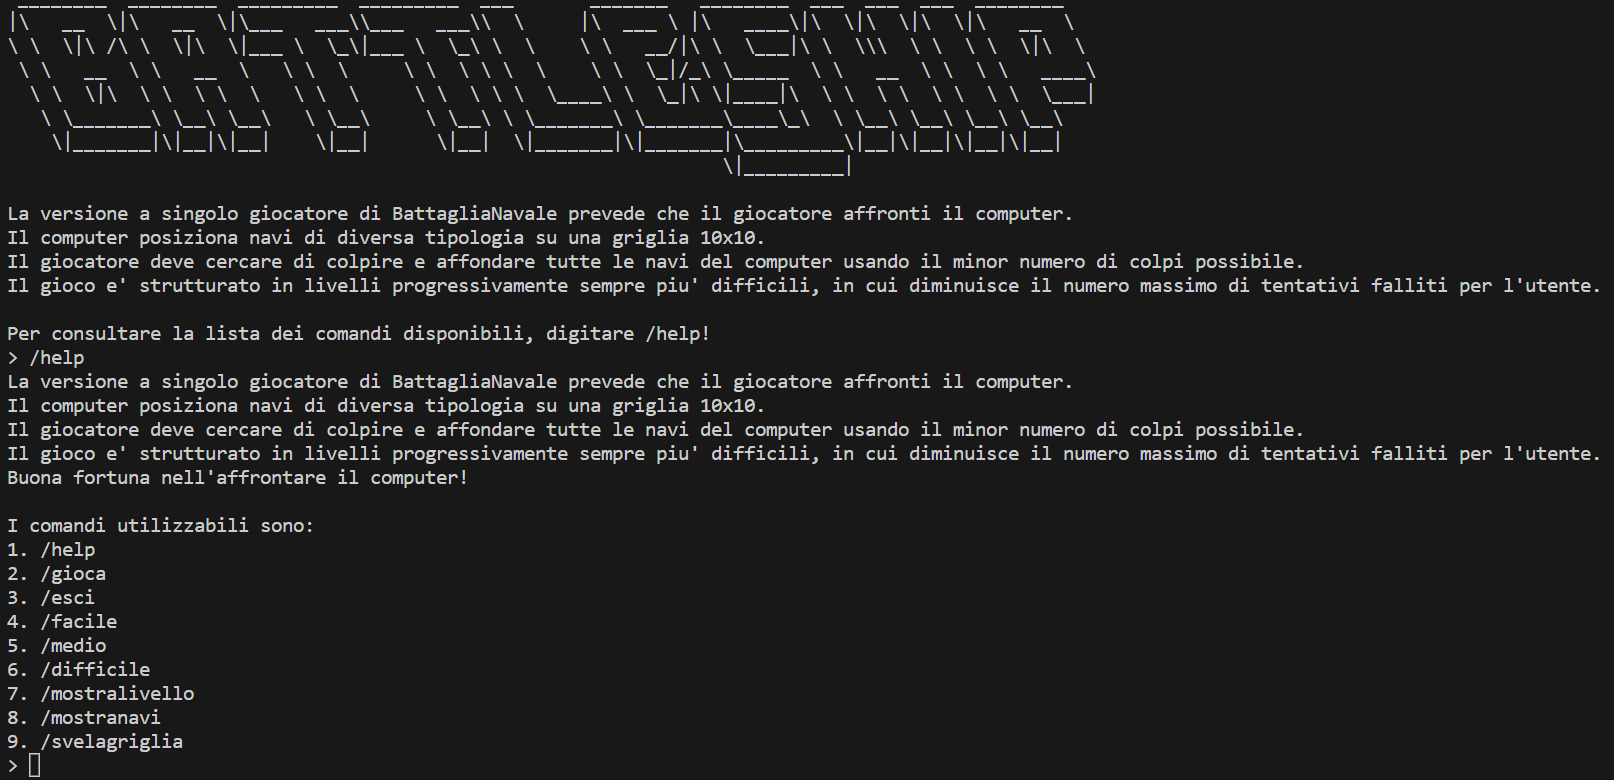 BATTLESHIP
La versione a singolo giocatore di BattagliaNavale prevede che il giocatore affronti il computer.
Il computer posiziona navi di diversa tipologia su una griglia 10x10.
Il giocatore deve cercare di colpire e affondare tutte le navi del computer usando il minor numero di colpi possibile.
Il gioco e' strutturato in livelli progressivamente sempre piu' difficili, in cui diminuisce il numero massimo di tentativi falliti per l'utente.
Per consultare la lista dei comandi disponibili, digitare /help!
> /help
La versione a singolo giocatore di BattagliaNavale prevede che il giocatore affronti il computer.
Il computer posiziona navi di diversa tipologia su una griglia 10x10.
Il giocatore deve cercare di colpire e affondare tutte le navi del computer usando il minor numero di colpi possibile.
Il gioco e' strutturato in livelli progressivamente sempre piu' difficili, in cui diminuisce il numero massimo di tentativi falliti per l'utente.
Buona fortuna nell'affrontare il computer!
I comandi utilizzabili sono:
1. /help
2. /gioca
3. /esci
4. /facile
5. /medio
6. /difficile
7. /mostralivello
8. /mostranavi
9. /svelagriglia
>